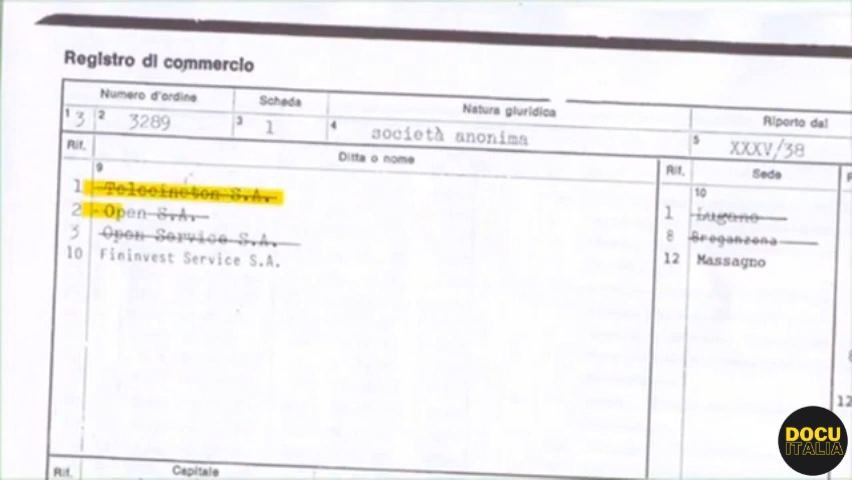 Registro di commercio
Numero d'ordine Scheda Natura giuridica Riporto dal
1 3 2 3289 3 1 4 società anonima 5 XXXV/38
Rif. Ditta o nome Rif. Sede
9 10
1 Telecineton S.A. 1 Lugano
2 Open S.A. 8 Breganzona
3 Open Service S.A. 12 Massagno
10 Fininvest Service S.A.
12
Rif. Capitale
DOCU
ITALIA